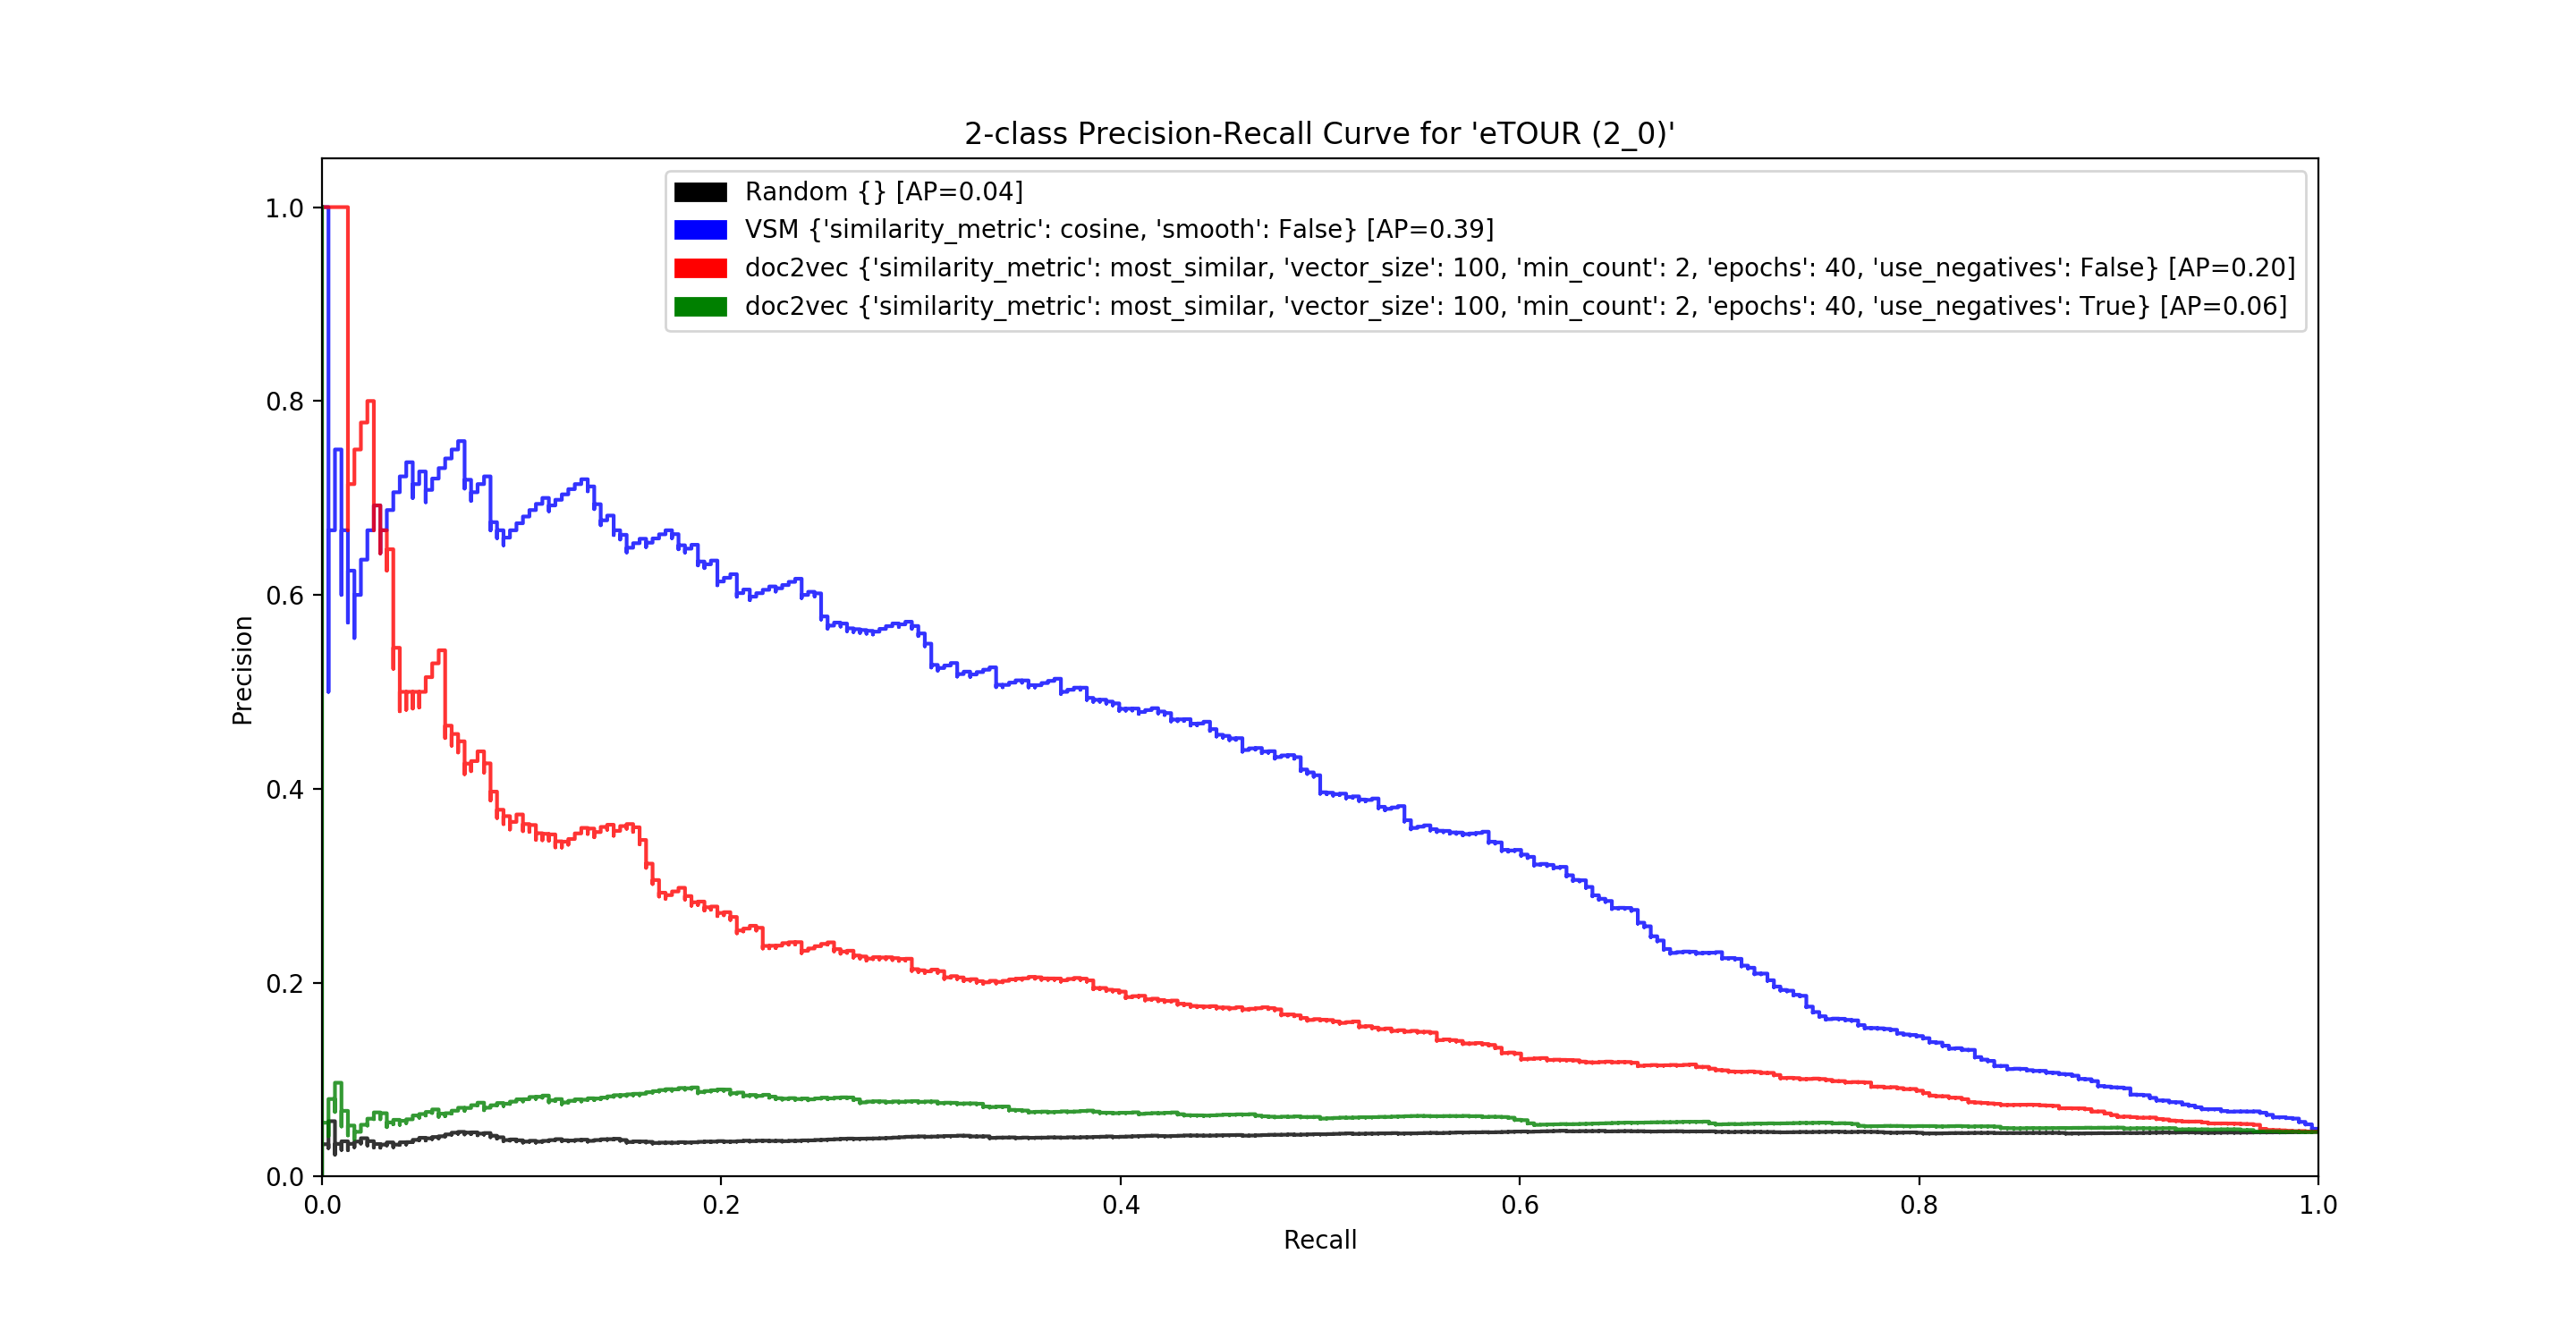 2-class Precision-Recall Curve for 'eTOUR (2_0)'
Random {} [AP=0.04]
VSM {'similarity_metric': cosine, 'smooth': False} [AP=0.39]
doc2vec {'similarity_metric': most_similar, 'vector_size': 100, 'min_count': 2, 'epochs': 40, 'use_negatives': False} [AP=0.20]
doc2vec {'similarity_metric': most_similar, 'vector_size': 100, 'min_count': 2, 'epochs': 40, 'use_negatives': True} [AP=0.06]
1.0
0.8
0.6
0.4
0.2
0.0
Precision
0.0 0.2 0.4 0.6 0.8 1.0
Recall